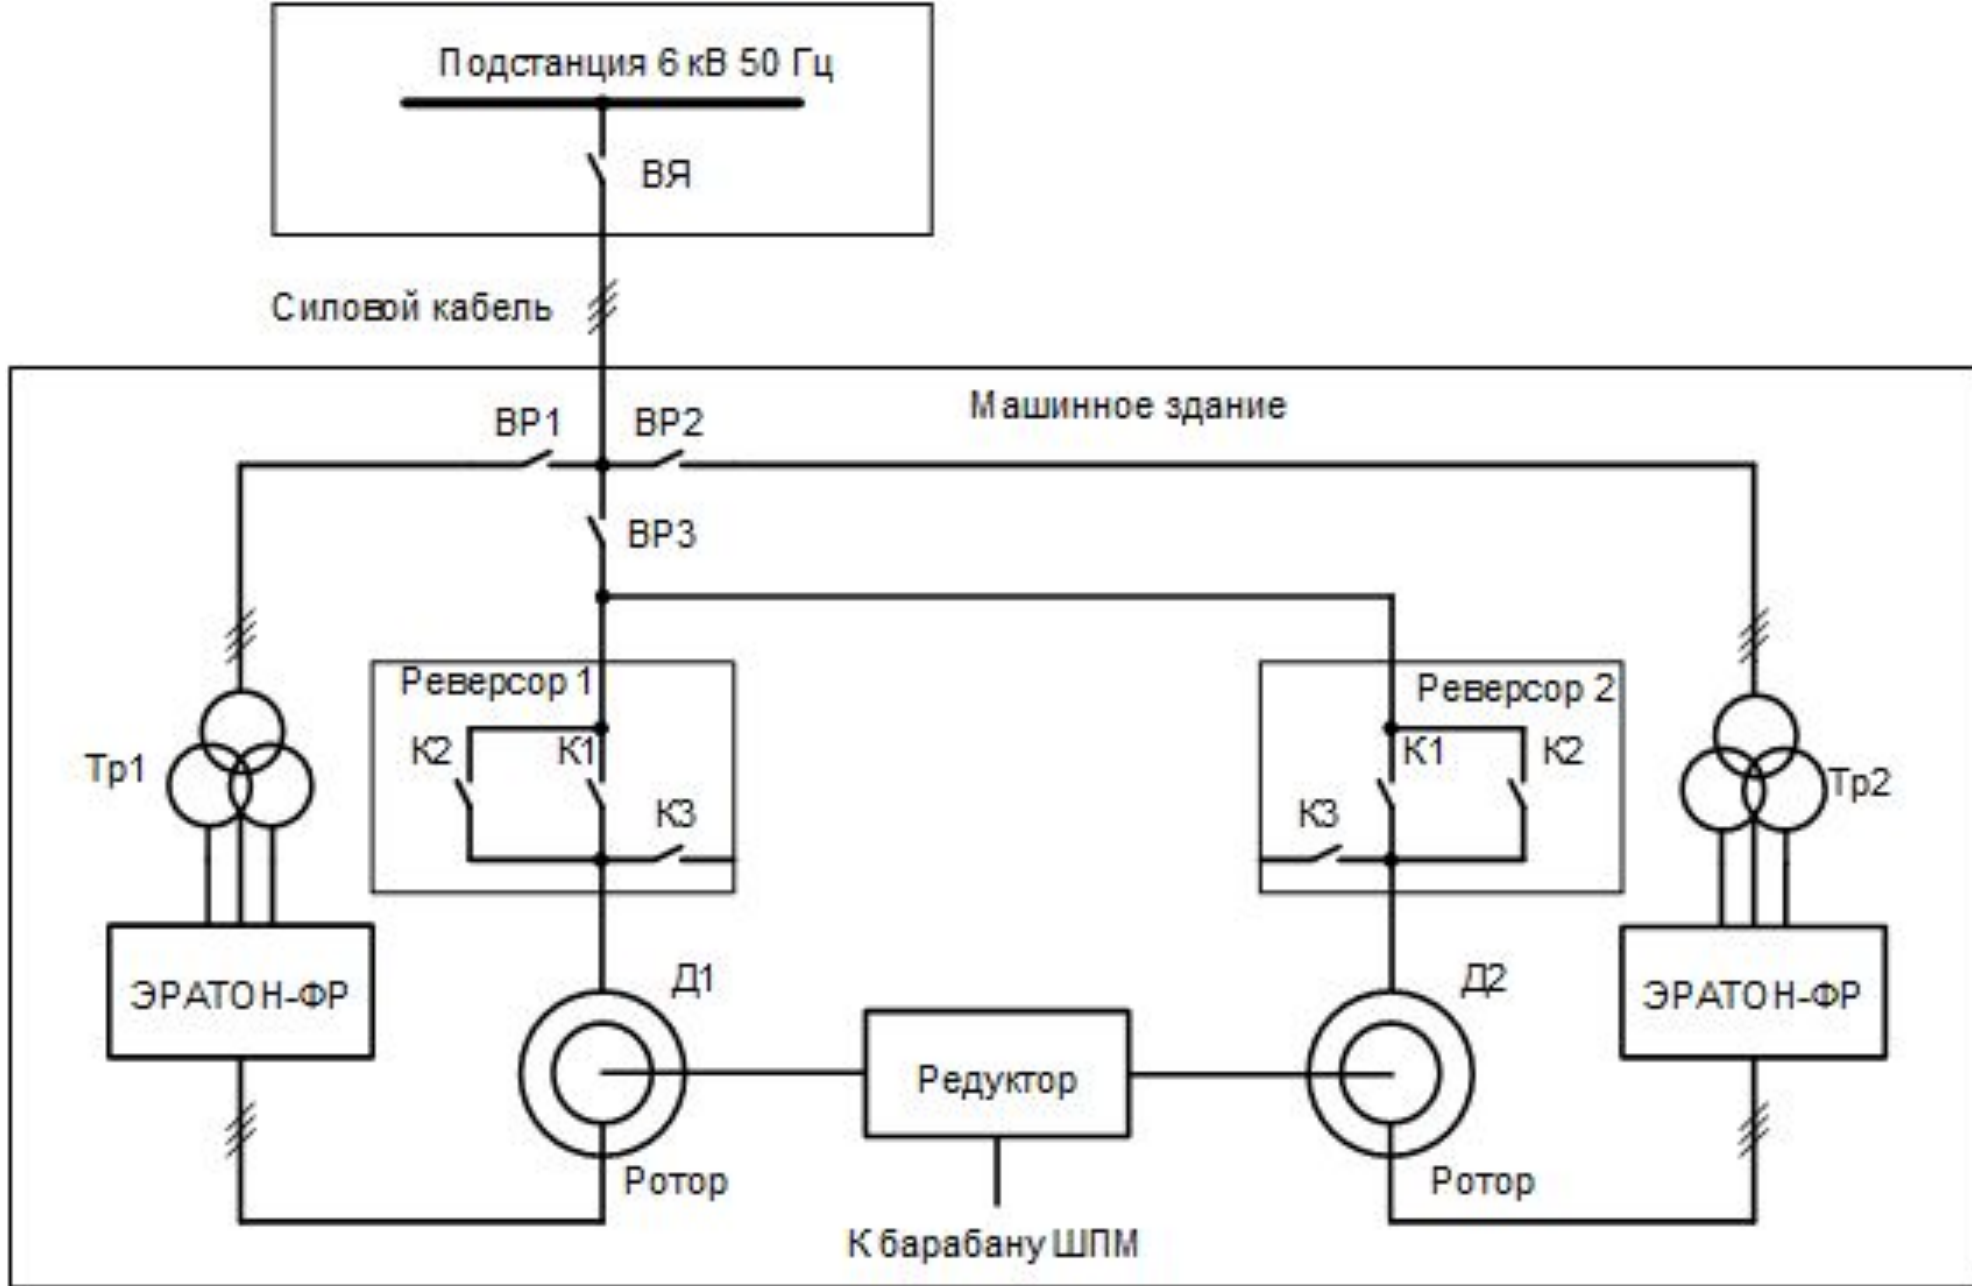 Подстанция 6 кВ 50 Гц
ВЯ
Силовой кабель
Машинное здание
ВР1
ВР2
ВР3
Реверсор 1
Реверсор 2
К2
К1
К1
К2
Тр1
Тр2
К3
К3
Д1
Д2
ЭРАТОН-ФР
ЭРАТОН-ФР
Редуктор
Ротор
Ротор
К барабану ШПМ